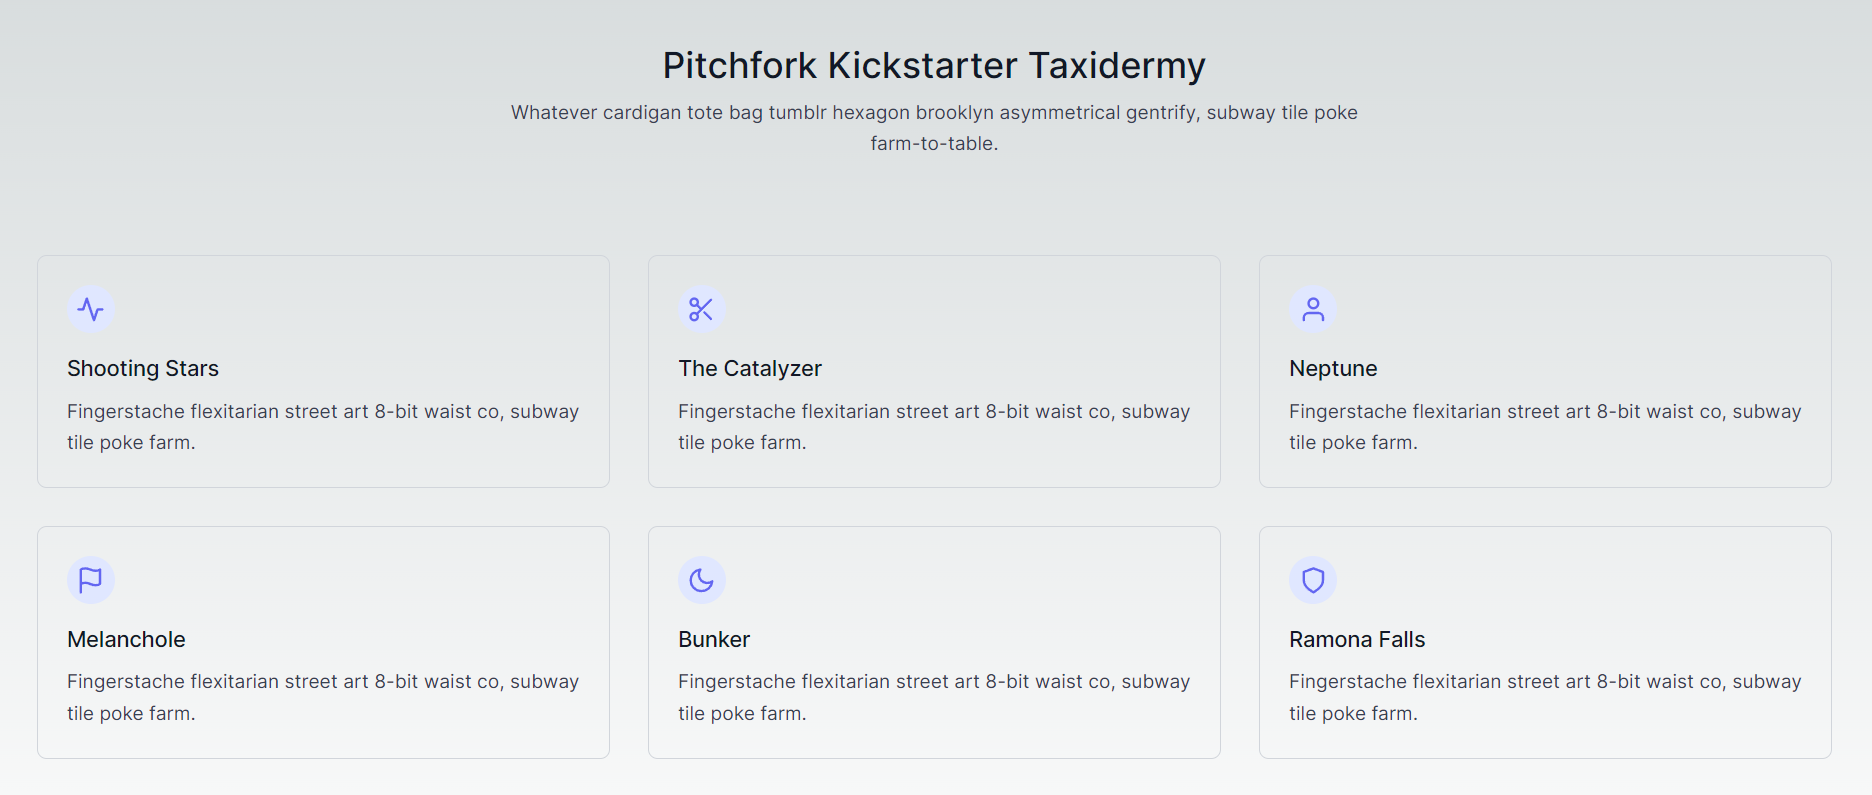 Pitchfork Kickstarter Taxidermy
Whatever cardigan tote bag tumblr hexagon brooklyn asymmetrical gentrify, subway tile poke
farm-to-table.
Shooting Stars
Fingerstache flexitarian street art 8-bit waist co, subway
tile poke farm.
The Catalyzer
Fingerstache flexitarian street art 8-bit waist co, subway
tile poke farm.
Neptune
Fingerstache flexitarian street art 8-bit waist co, subway
tile poke farm.
Melanchole
Fingerstache flexitarian street art 8-bit waist co, subway
tile poke farm.
Bunker
Fingerstache flexitarian street art 8-bit waist co, subway
tile poke farm.
Ramona Falls
Fingerstache flexitarian street art 8-bit waist co, subway
tile poke farm.